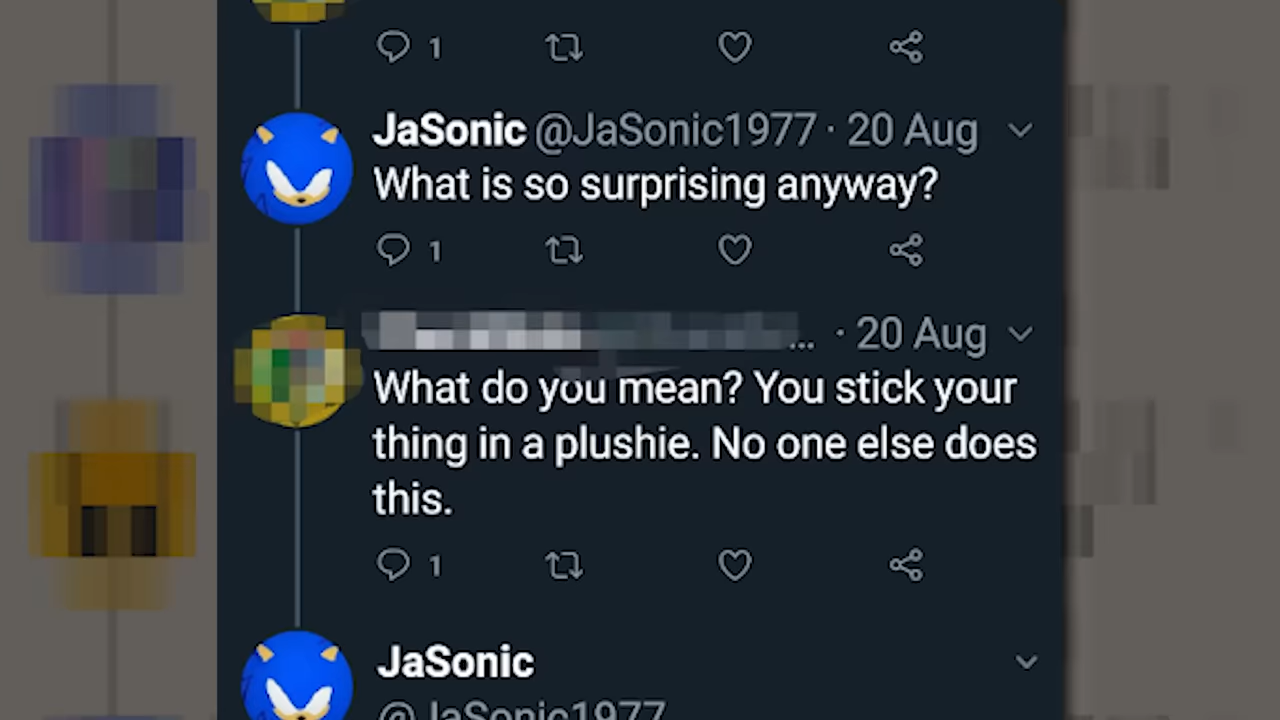 1
JaSonic @JaSonic1977 · 20 Aug
What is so surprising anyway?
1
... · 20 Aug
What do you mean? You stick your
thing in a plushie. No one else does
this.
1
JaSonic
@JaSonic1977